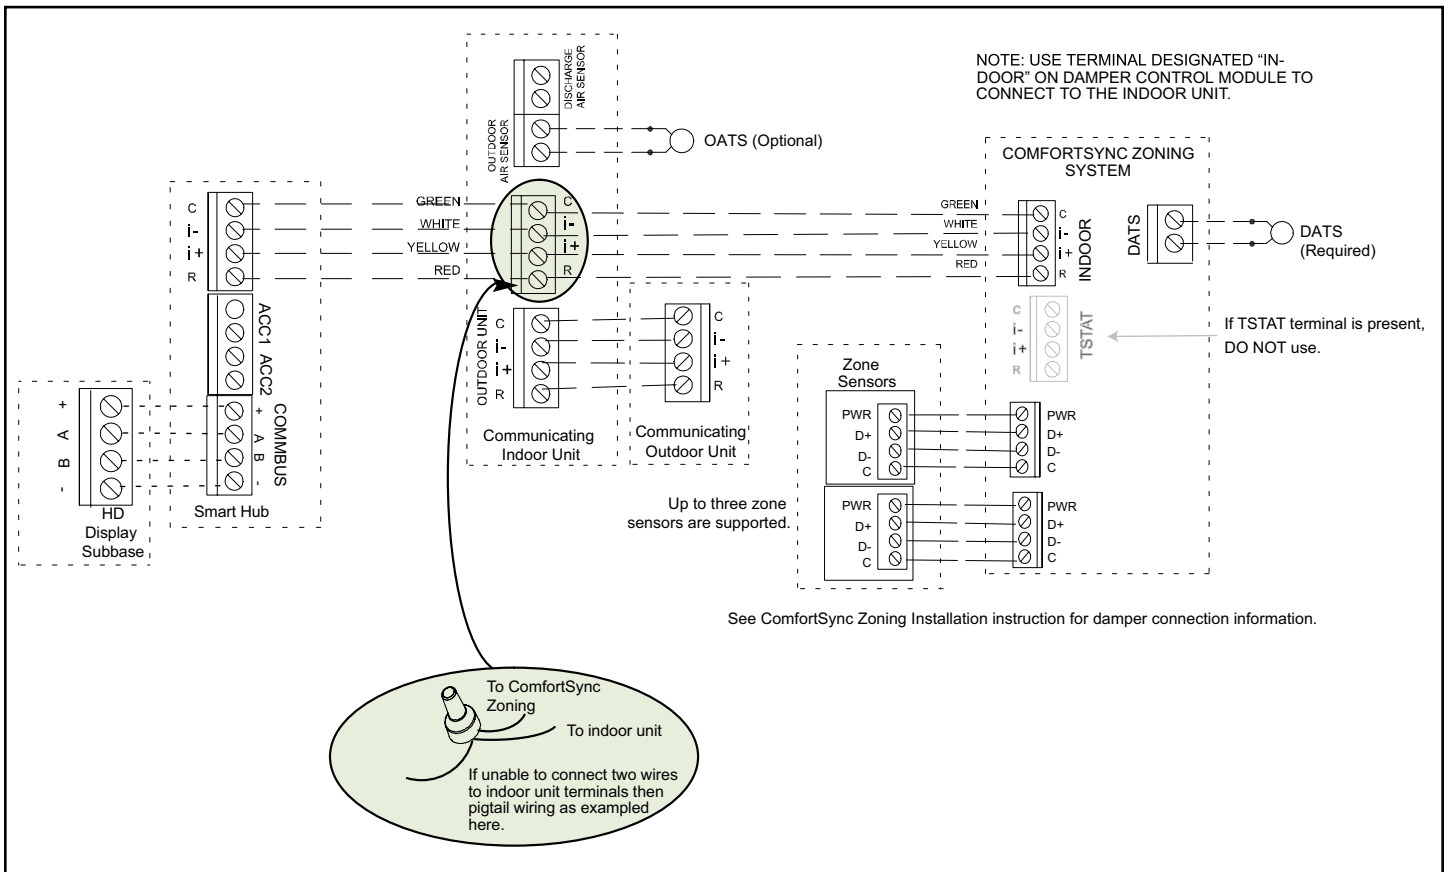 NOTE: USE TERMINAL DESIGNATED “IN-
DOOR” ON DAMPER CONTROL MODULE TO
CONNECT TO THE INDOOR UNIT.
DISCHARGE
AIR SENSOR
OUTDOOR
AIR SENSOR
OATS (Optional)
COMFORTSYNC ZONING
SYSTEM
C
i-
i+
R
GREEN
WHITE
YELLOW
RED
C
i-
i+
R
GREEN
WHITE
YELLOW
RED
C
i-
i+
R
INDOOR
DATS
DATS
(Required)
ACC1 ACC2
OUTDOOR UNIT
C
i-
i+
R
C
i-
i+
R
C
i-
i+
R
TSTAT
If TSTAT terminal is present,
DO NOT use.
+
A
B
-
+
A
B
-
COMMBUS
HD
Display
Subbase
Smart Hub
Communicating
Indoor Unit
Communicating
Outdoor Unit
Zone
Sensors
PWR
D+
D-
C
PWR
D+
D-
C
PWR
D+
D-
C
PWR
D+
D-
C
Up to three zone
sensors are supported.
See ComfortSync Zoning Installation instruction for damper connection information.
To ComfortSync
Zoning
To indoor unit
If unable to connect two wires
to indoor unit terminals then
pigtail wiring as exampled
here.